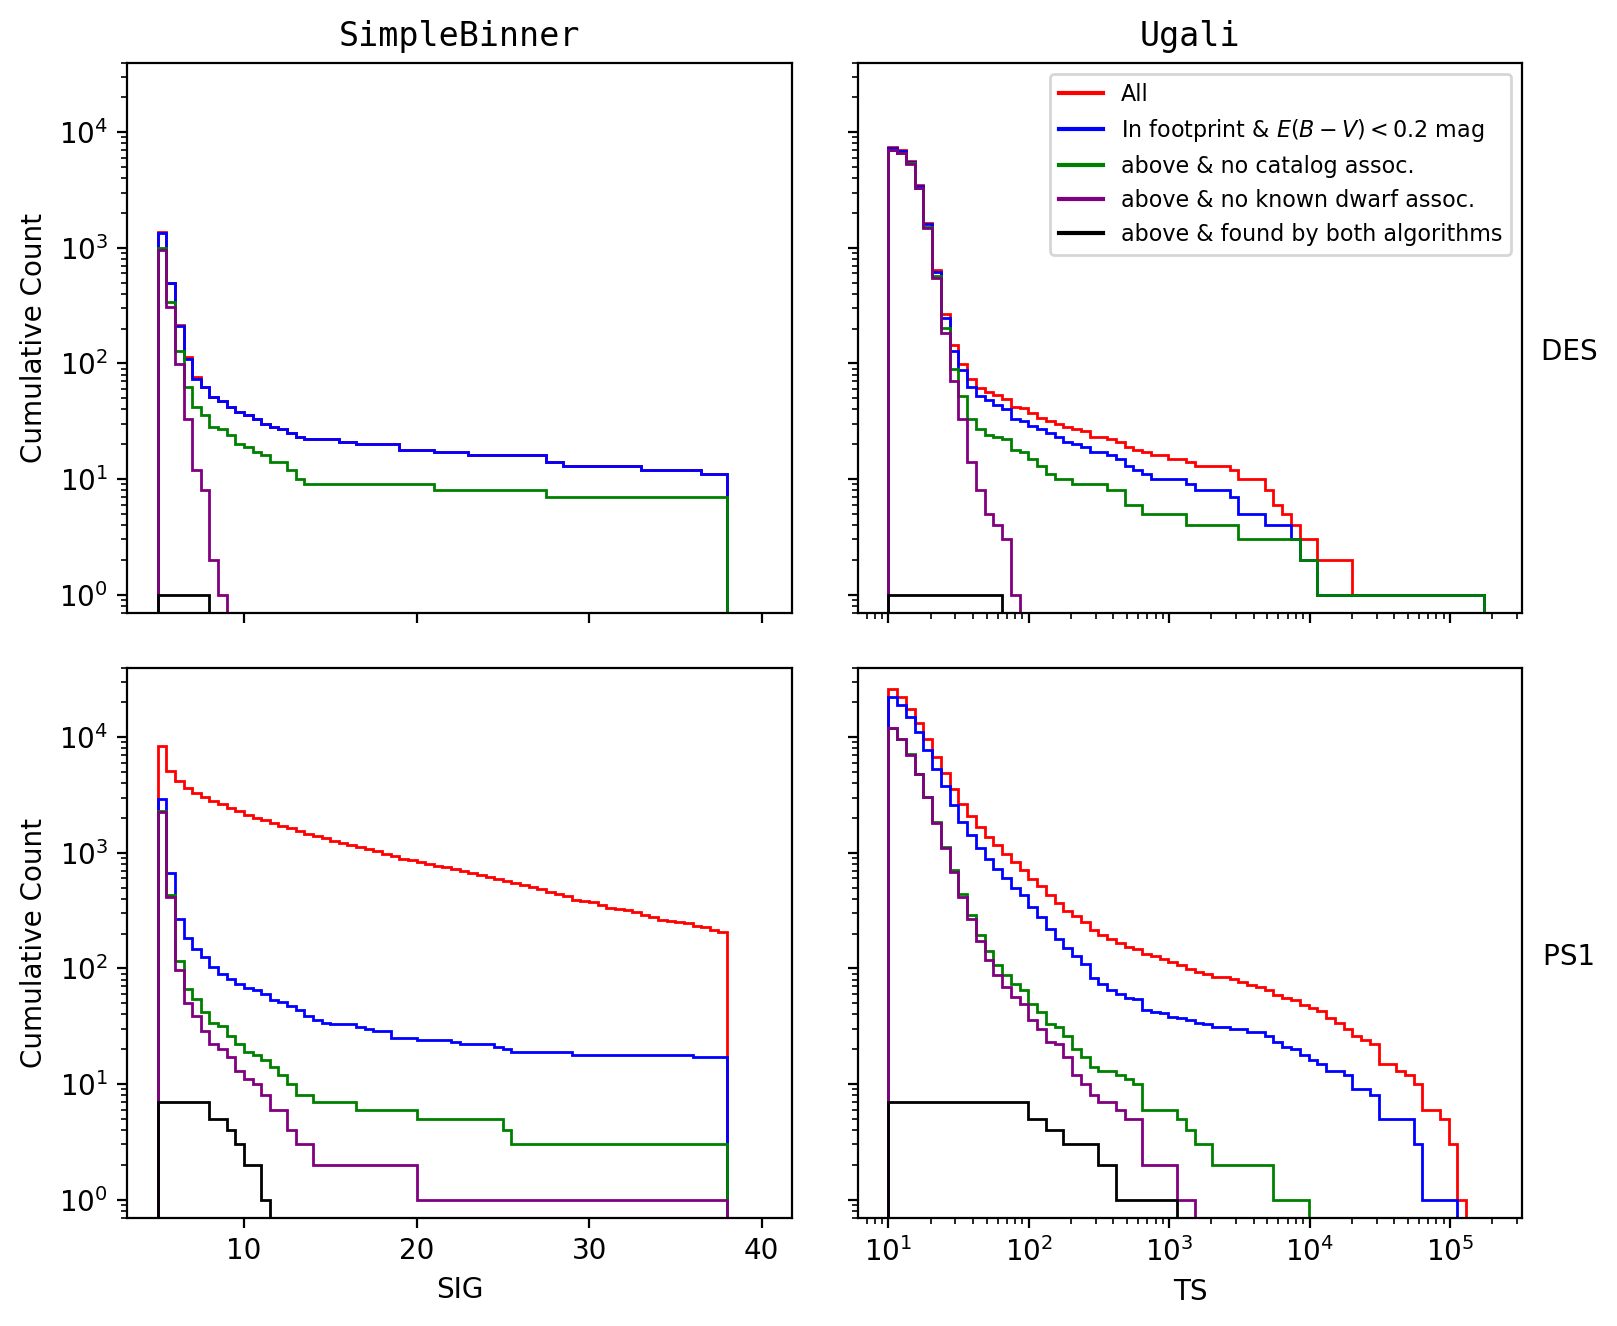 SimpleBinner
Ugali
10⁴
10³
10²
10¹
10⁰
Cumulative Count
All
In footprint & E(B − V) < 0.2 mag
above & no catalog assoc.
above & no known dwarf assoc.
above & found by both algorithms
DES
10⁴
10³
10²
10¹
10⁰
Cumulative Count
10
20
30
40
SIG
10¹
10²
10³
10⁴
10⁵
TS
PS1